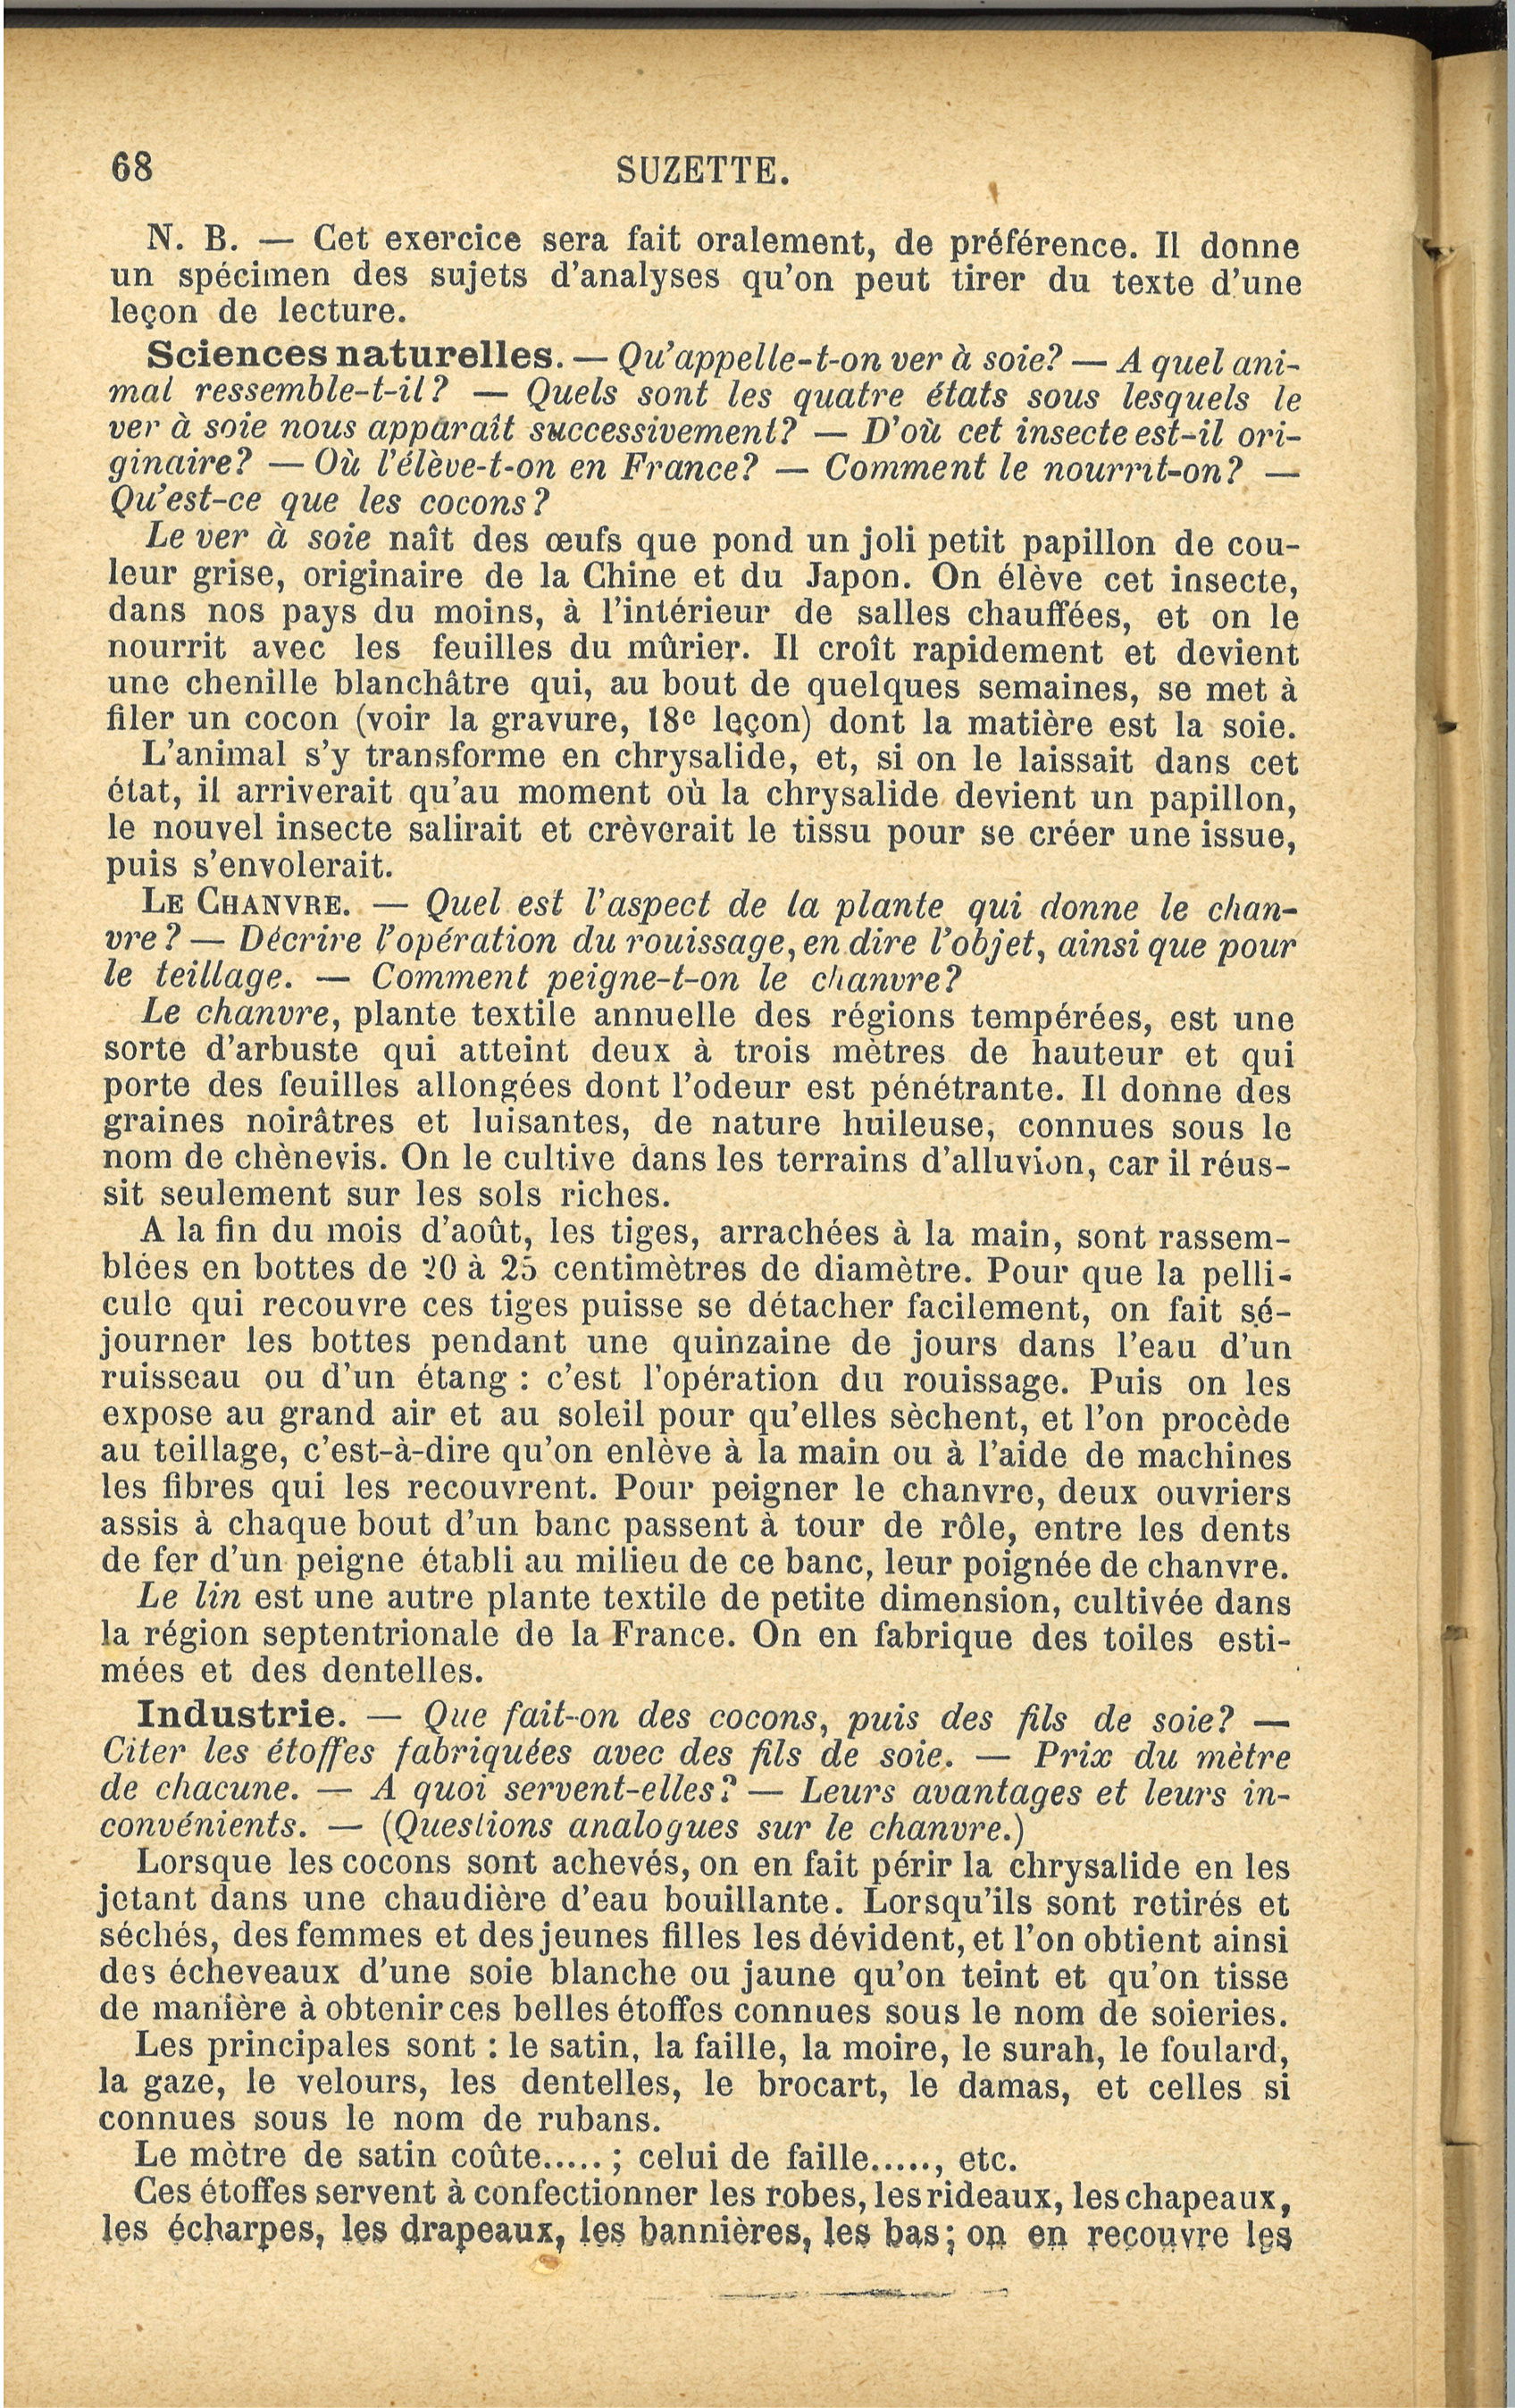 68
SUZETTE.
N. B. — Cet exercice sera fait oralement, de préférence. Il donne
un spécimen des sujets d'analyses qu'on peut tirer du texte d'une
leçon de lecture.
Sciences naturelles. — Qu'appelle-t-on ver à soie? — A quel ani-
mal ressemble-t-il? — Quels sont les quatre états sous lesquels le
ver à soie nous apparaît successivement? — D'où cet insecte est-il ori-
ginaire? — Où l'élève-t-on en France? — Comment le nourrit-on? —
Qu'est-ce que les cocons?
Le ver à soie naît des œufs que pond un joli petit papillon de cou-
leur grise, originaire de la Chine et du Japon. On élève cet insecte,
dans nos pays du moins, à l'intérieur de salles chauffées, et on le
nourrit avec les feuilles du mûrier. Il croît rapidement et devient
une chenille blanchâtre qui, au bout de quelques semaines, se met à
filer un cocon (voir la gravure, 18e leçon) dont la matière est la soie.
L'animal s'y transforme en chrysalide, et, si on le laissait dans cet
état, il arriverait qu'au moment où la chrysalide devient un papillon,
le nouvel insecte salirait et crèverait le tissu pour se créer une issue,
puis s'envolerait.
LE CHANVRE. — Quel est l'aspect de la plante qui donne le chan-
vre? — Décrire l'opération du rouissage, en dire l'objet, ainsi que pour
le teillage. — Comment peigne-t-on le chanvre?
Le chanvre, plante textile annuelle des régions tempérées, est une
sorte d'arbuste qui atteint deux à trois mètres de hauteur et qui
porte des feuilles allongées dont l'odeur est pénétrante. Il donne des
graines noirâtres et luisantes, de nature huileuse, connues sous le
nom de chènevis. On le cultive dans les terrains d'alluvion, car il réus-
sit seulement sur les sols riches.
A la fin du mois d'août, les tiges, arrachées à la main, sont rassem-
blées en bottes de 20 à 25 centimètres de diamètre. Pour que la pelli-
cule qui recouvre ces tiges puisse se détacher facilement, on fait sé-
journer les bottes pendant une quinzaine de jours dans l'eau d'un
ruisseau ou d'un étang : c'est l'opération du rouissage. Puis on les
expose au grand air et au soleil pour qu'elles sèchent, et l'on procède
au teillage, c'est-à-dire qu'on enlève à la main ou à l'aide de machines
les fibres qui les recouvrent. Pour peigner le chanvre, deux ouvriers
assis à chaque bout d'un banc passent à tour de rôle, entre les dents
de fer d'un peigne établi au milieu de ce banc, leur poignée de chanvre.
Le lin est une autre plante textile de petite dimension, cultivée dans
la région septentrionale de la France. On en fabrique des toiles esti-
mées et des dentelles.
Industrie. — Que fait-on des cocons, puis des fils de soie? —
Citer les étoffes fabriquées avec des fils de soie. — Prix du mètre
de chacune. — A quoi servent-elles? — Leurs avantages et leurs in-
convénients. — (Questions analogues sur le chanvre.)
Lorsque les cocons sont achevés, on en fait périr la chrysalide en les
jetant dans une chaudière d'eau bouillante. Lorsqu'ils sont retirés et
séchés, des femmes et des jeunes filles les dévident, et l'on obtient ainsi
des écheveaux d'une soie blanche ou jaune qu'on teint et qu'on tisse
de manière à obtenir ces belles étoffes connues sous le nom de soieries.
Les principales sont : le satin, la faille, la moire, le surah, le foulard,
la gaze, le velours, les dentelles, le brocart, le damas, et celles si
connues sous le nom de rubans.
Le mètre de satin coûte..... ; celui de faille....., etc.
Ces étoffes servent à confectionner les robes, les rideaux, les chapeaux,
les écharpes, les drapeaux, les bannières, les bas; on en recouvre les